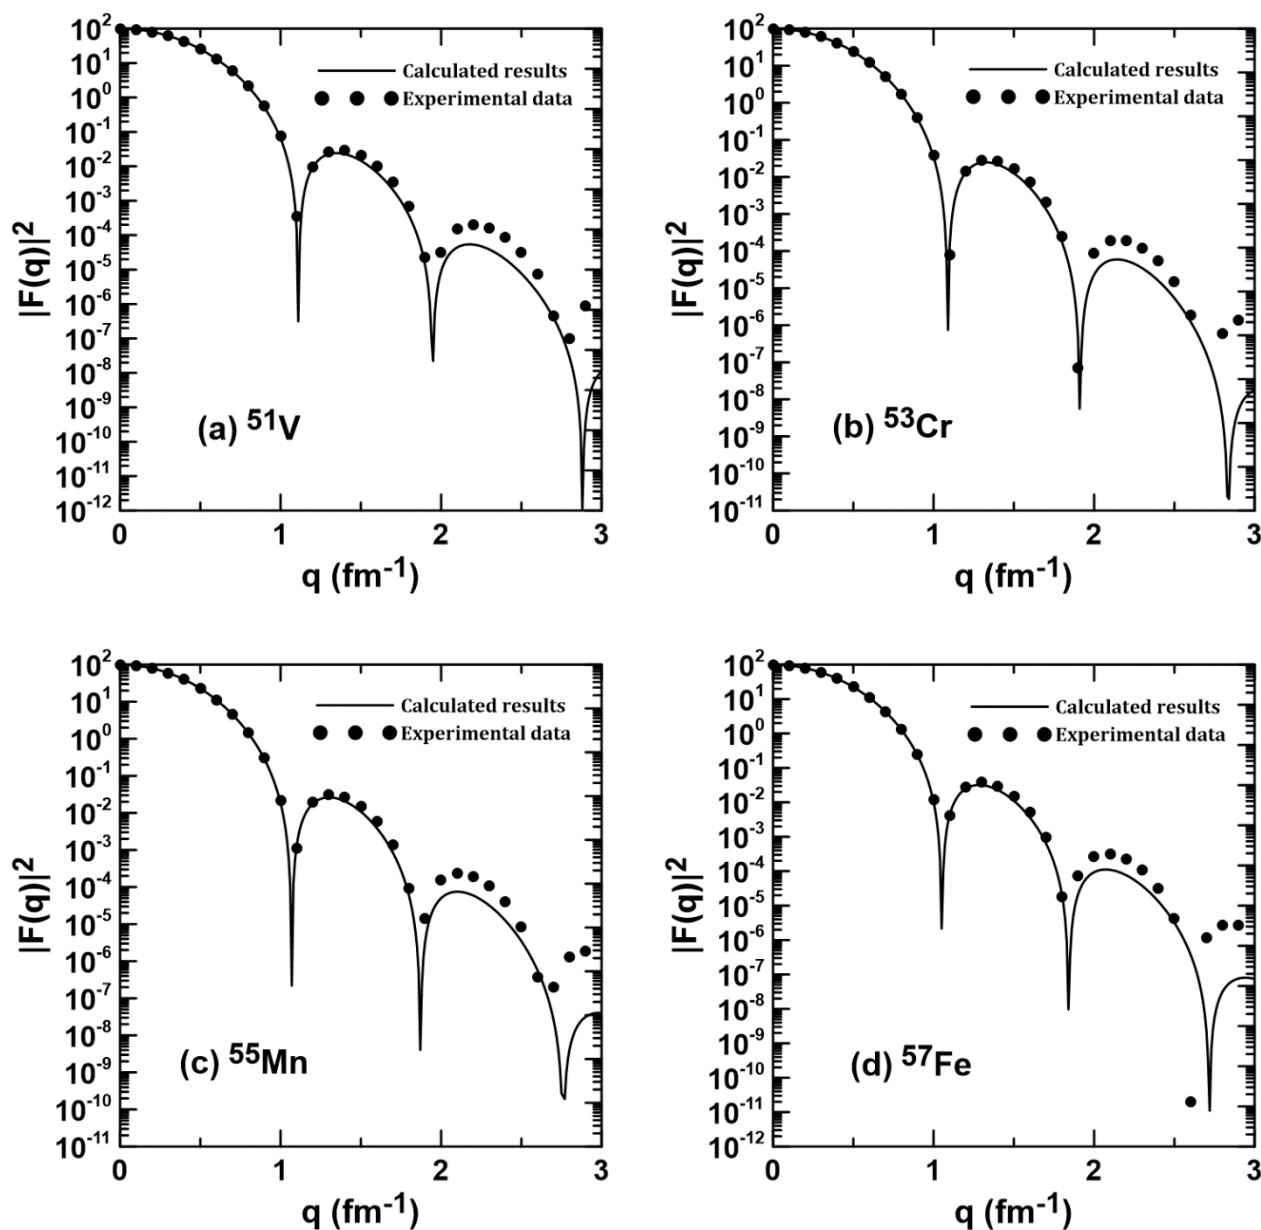 |F(q)|²
10²
10¹
10⁰
10⁻¹
10⁻²
10⁻³
10⁻⁴
10⁻⁵
10⁻⁶
10⁻⁷
10⁻⁸
10⁻⁹
10⁻¹⁰
10⁻¹¹
10⁻¹²
Calculated results
Experimental data
(a) ⁵¹V
0 1 2 3
q (fm⁻¹)
|F(q)|²
10²
10¹
10⁰
10⁻¹
10⁻²
10⁻³
10⁻⁴
10⁻⁵
10⁻⁶
10⁻⁷
10⁻⁸
10⁻⁹
10⁻¹⁰
10⁻¹¹
Calculated results
Experimental data
(b) ⁵³Cr
0 1 2 3
q (fm⁻¹)
|F(q)|²
10²
10¹
10⁰
10⁻¹
10⁻²
10⁻³
10⁻⁴
10⁻⁵
10⁻⁶
10⁻⁷
10⁻⁸
10⁻⁹
10⁻¹⁰
10⁻¹¹
Calculated results
Experimental data
(c) ⁵⁵Mn
0 1 2 3
q (fm⁻¹)
|F(q)|²
10²
10¹
10⁰
10⁻¹
10⁻²
10⁻³
10⁻⁴
10⁻⁵
10⁻⁶
10⁻⁷
10⁻⁸
10⁻⁹
10⁻¹⁰
10⁻¹¹
10⁻¹²
Calculated results
Experimental data
(d) ⁵⁷Fe
0 1 2 3
q (fm⁻¹)